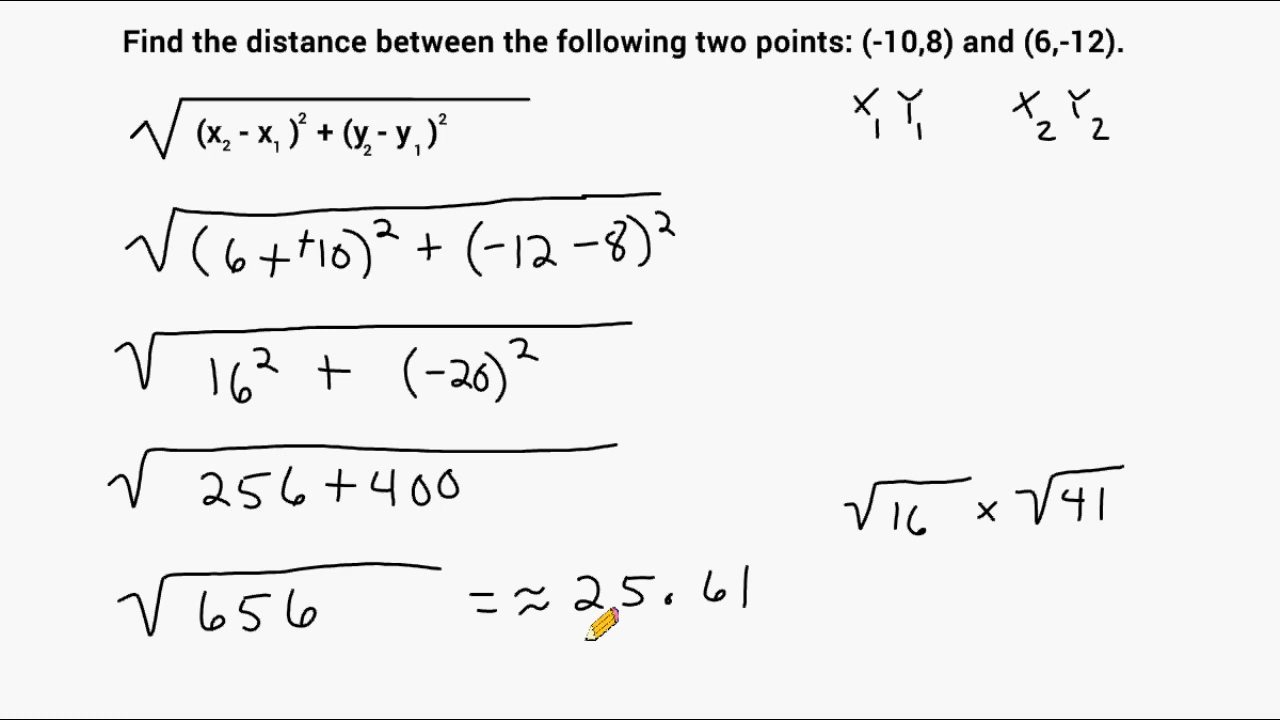 Find the distance between the following two points: (-10,8) and (6,-12).
X₁ Y₁ X₂ Y₂
√(x₂ - x₁)² + (y₂ - y₁)²
√(6 + +10)² + (-12 - 8)²
√16² + (-20)²
√256 + 400
√16 × √41
√656 = ≈ 25.61